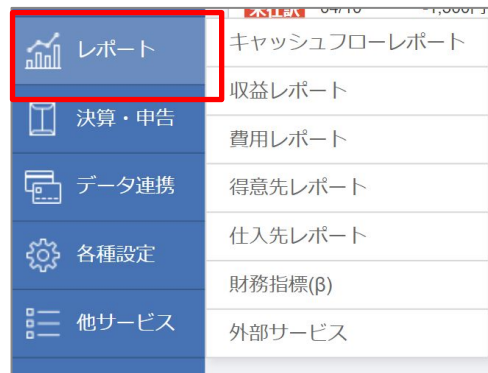 レポート
決算・申告
データ連携
各種設定
他サービス
未仕訳
キャッシュフローレポート
収益レポート
費用レポート
得意先レポート
仕入先レポート
財務指標(β)
外部サービス